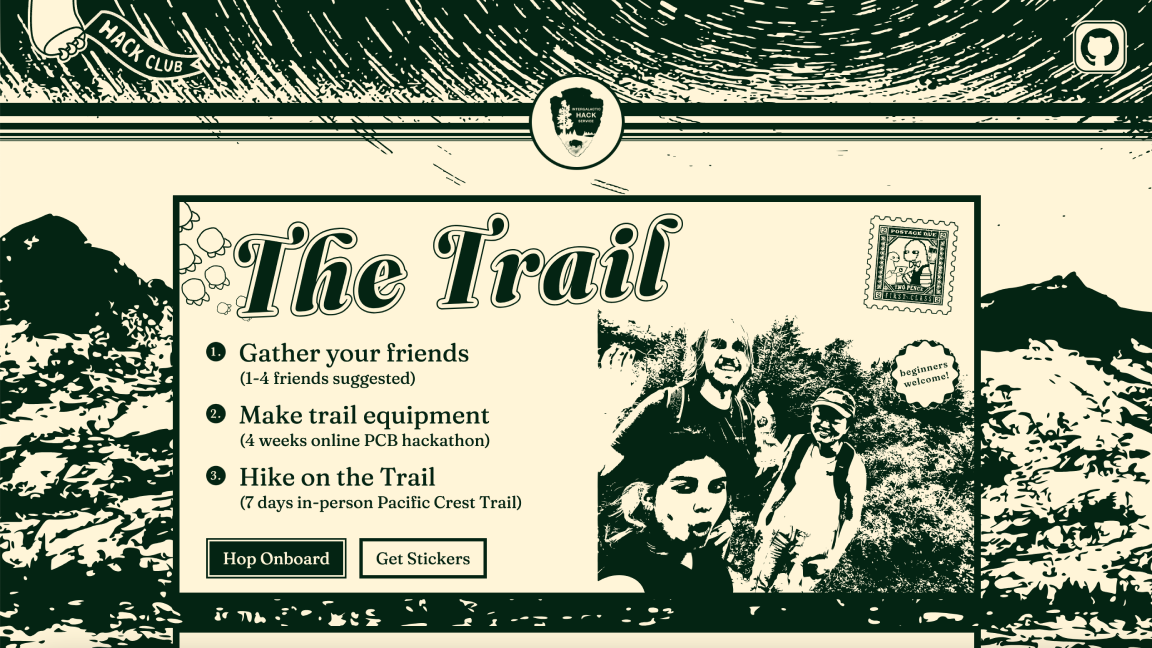 HACK CLUB
INTERGALACTIC
HACK
SERVICE
The Trail
POSTAGE DUE
TWO PENCE
FIRST-CLASS
1. Gather your friends
(1-4 friends suggested)
beginners
welcome!
2. Make trail equipment
(4 weeks online PCB hackathon)
3. Hike on the Trail
(7 days in-person Pacific Crest Trail)
Hop Onboard
Get Stickers